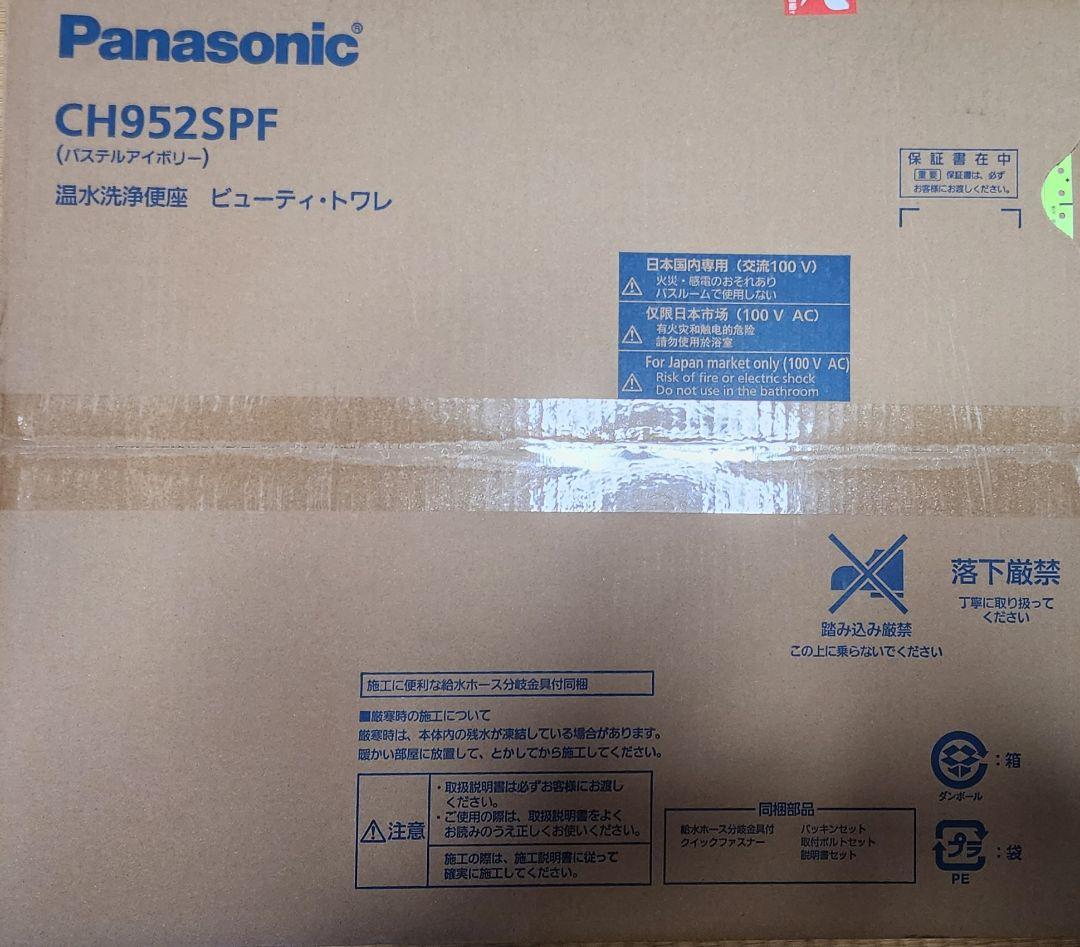 Panasonic®
CH952SPF
(パステルアイボリー)
温水洗浄便座 ビューティ・トワレ
保証書在中
重要 保証書は、必ず
お客様にお渡しください。
日本国内専用（交流100 V）
火災・感電のおそれあり
バスルームで使用しない
仅限日本市场（100 V AC）
有火灾和触电的危险
請勿使用於浴室
For Japan market only (100 V AC)
Risk of fire or electric shock
Do not use in the bathroom
踏み込み厳禁
この上に乗らないでください
落下厳禁
丁寧に取り扱って
ください
施工に便利な給水ホース分岐金具付同梱
■厳寒時の施工について
厳寒時は、本体内の残水が凍結している場合があります。
暖かい部屋に放置して、とかしてから施工してください。
注意
・取扱説明書は必ずお客様にお渡し
ください。
・ご使用の際は、取扱説明書をよく
お読みのうえ正しくお使いください。
施工の際は、施工説明書に従って
確実に施工してください。
同梱部品
給水ホース分岐金具付 パッキンセット
クイックファスナー 取付ボルトセット
説明書セット
：箱
ダンボール
プラ
：袋
PE